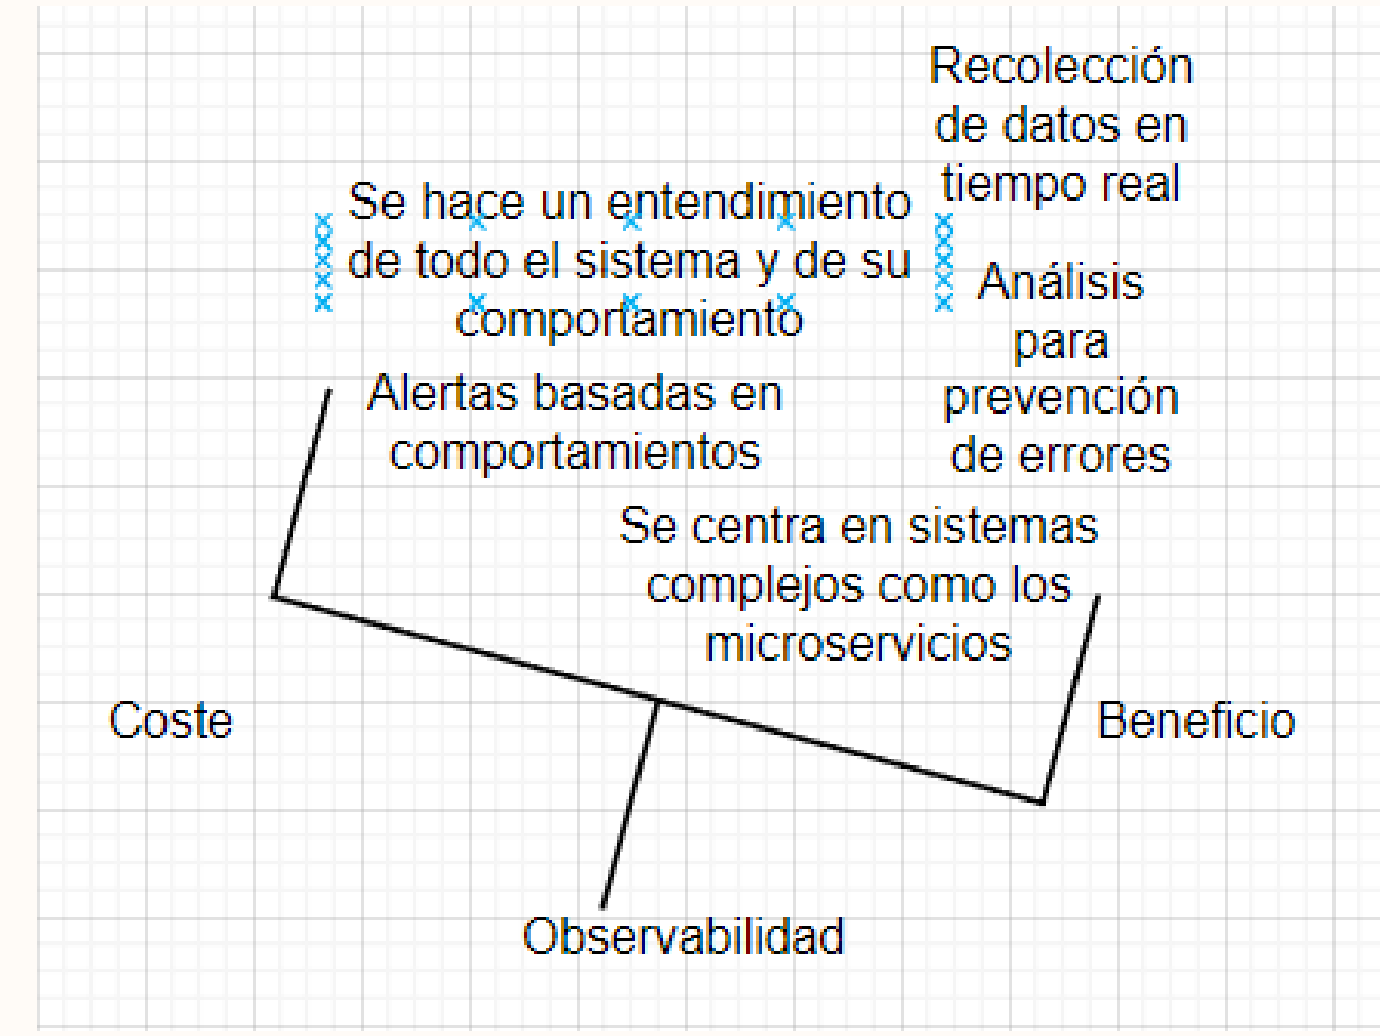 Recolección
de datos en
tiempo real
Se hace un entendimiento
de todo el sistema y de su
comportamiento
Análisis
para
prevención
de errores
Alertas basadas en
comportamientos
Se centra en sistemas
complejos como los
microservicios
Coste
Beneficio
Observabilidad